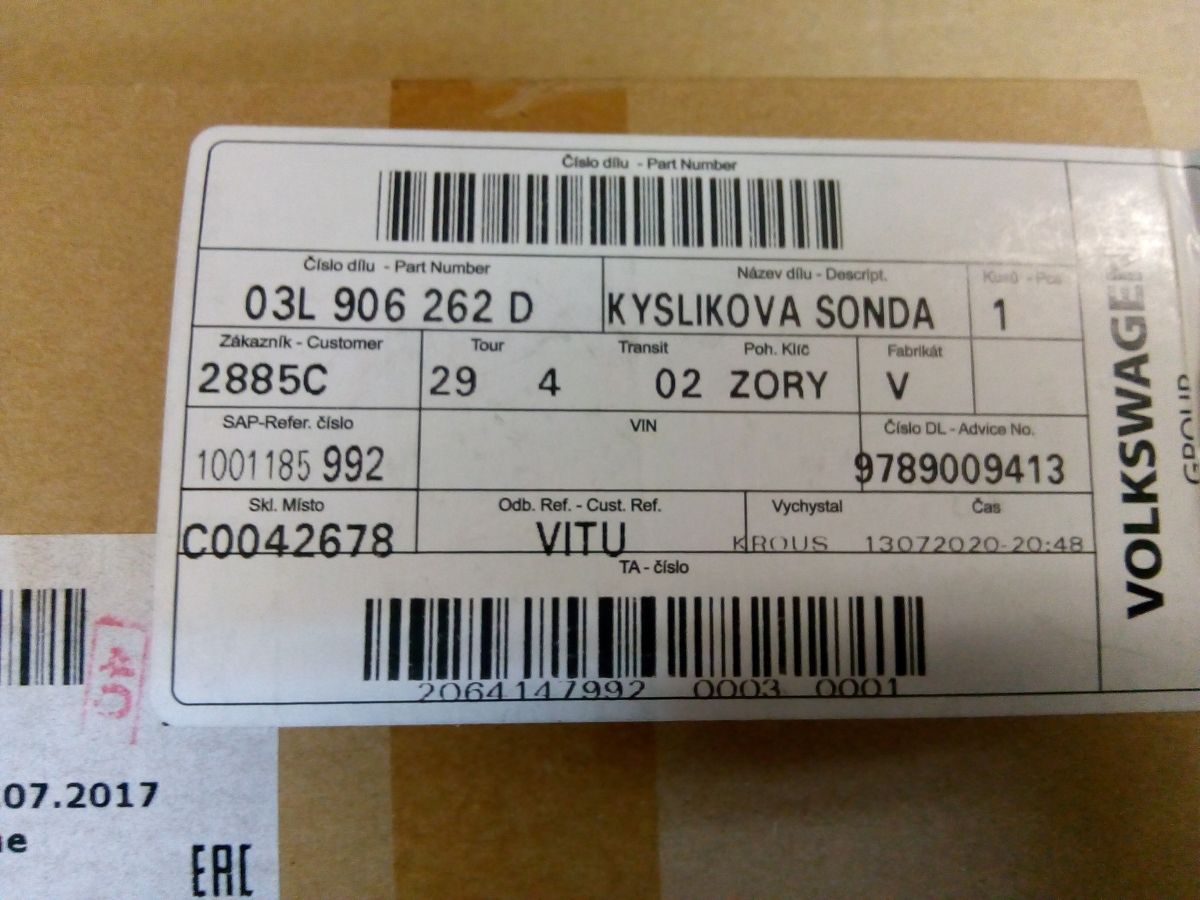 Číslo dílu - Part Number
Číslo dílu - Part Number
Název dílu - Descript.
Kusů - Pcs
03L 906 262 D
KYSLIKOVA SONDA
1
Zákazník - Customer
Tour
Transit
Poh. Klíč
Fabrikát
2885C
29 4
02 ZORY
V
SAP-Refer. číslo
VIN
Číslo DL - Advice No.
1001185 992
9789009413
Skl. Místo
Odb. Ref. - Cust. Ref.
Vychystal
Čas
C0042678
VITU
KROUS
13072020-20:48
TA - číslo
2064147992 0003 0001
VOLKSWAGEN
GROUP
.07.2017
EAC